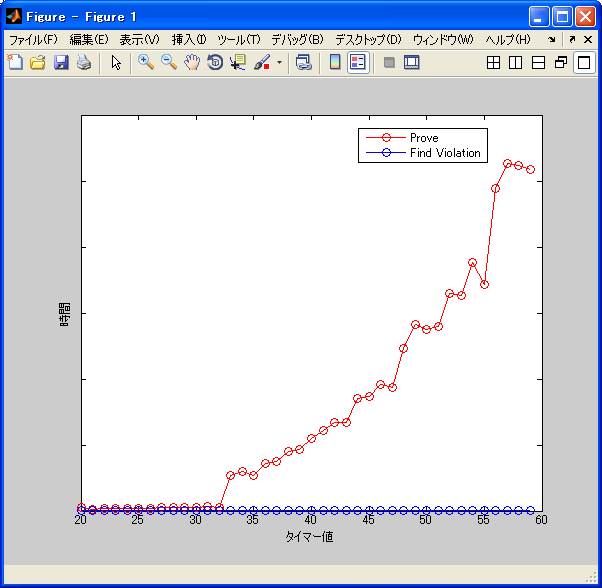 Figure - Figure 1
ファイル(F) 編集(E) 表示(V) 挿入(I) ツール(T) デバッグ(B) デスクトップ(D) ウィンドウ(W) ヘルプ(H)
Prove
Find Violation
時間
20 25 30 35 40 45 50 55 60
タイマー値